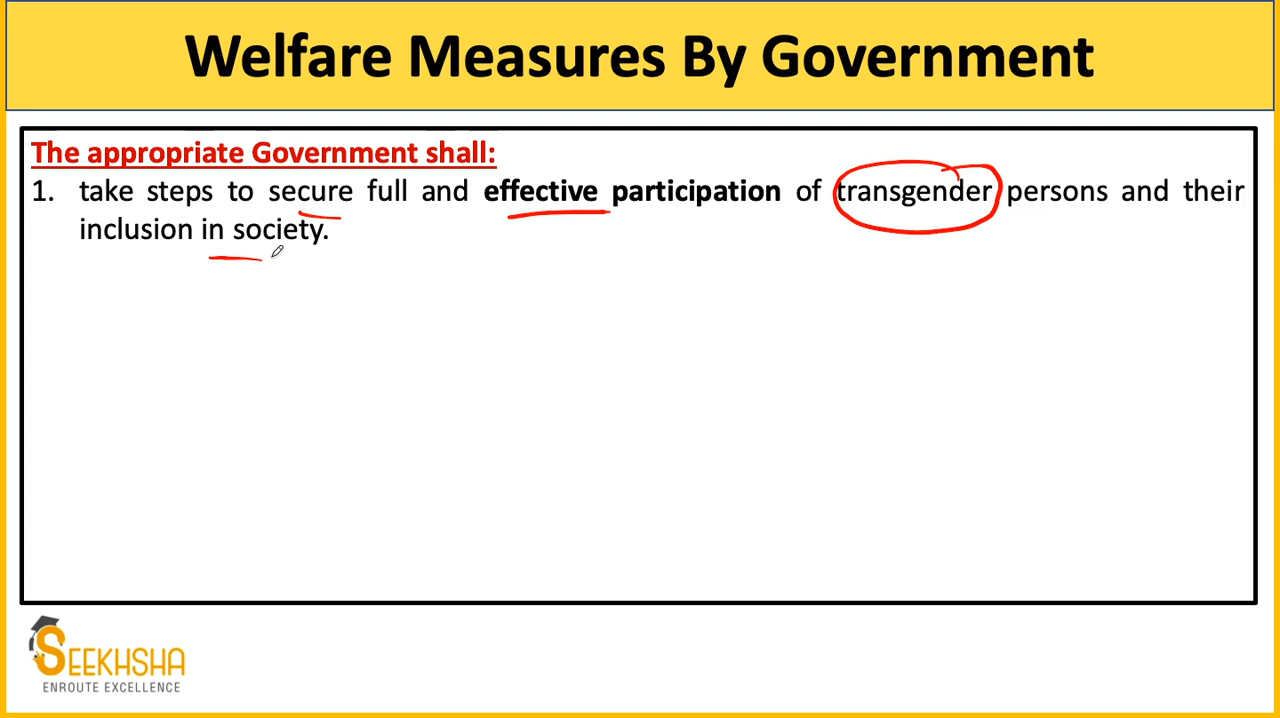 Welfare Measures By Government
The appropriate Government shall:
1. take steps to secure full and effective participation of transgender persons and their
inclusion in society.
SEEKHSHA
ENROUTE EXCELLENCE